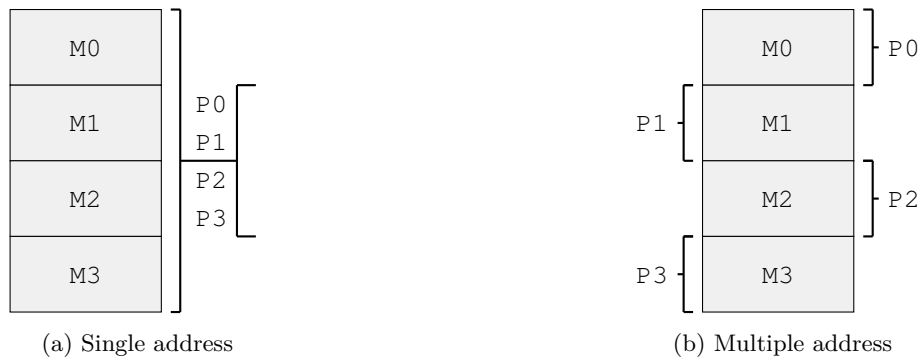 M0
M1
M2
M3
P0
P1
P2
P3
(a) Single address
M0
M1
M2
M3
P0
P1
P2
P3
(b) Multiple address